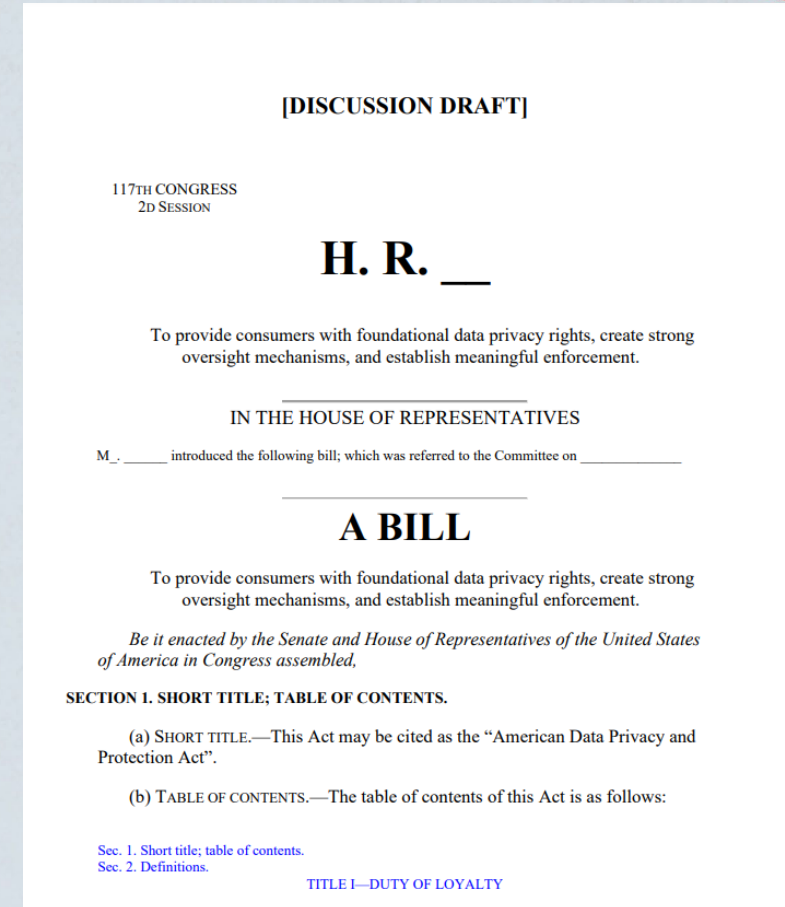 [DISCUSSION DRAFT]
117TH CONGRESS
2D SESSION
H. R. __
To provide consumers with foundational data privacy rights, create strong
oversight mechanisms, and establish meaningful enforcement.
IN THE HOUSE OF REPRESENTATIVES
M_. ______ introduced the following bill; which was referred to the Committee on ______________
A BILL
To provide consumers with foundational data privacy rights, create strong
oversight mechanisms, and establish meaningful enforcement.
Be it enacted by the Senate and House of Representatives of the United States
of America in Congress assembled,
SECTION 1. SHORT TITLE; TABLE OF CONTENTS.
(a) SHORT TITLE.—This Act may be cited as the “American Data Privacy and
Protection Act”.
(b) TABLE OF CONTENTS.—The table of contents of this Act is as follows:
Sec. 1. Short title; table of contents.
Sec. 2. Definitions.
TITLE I—DUTY OF LOYALTY